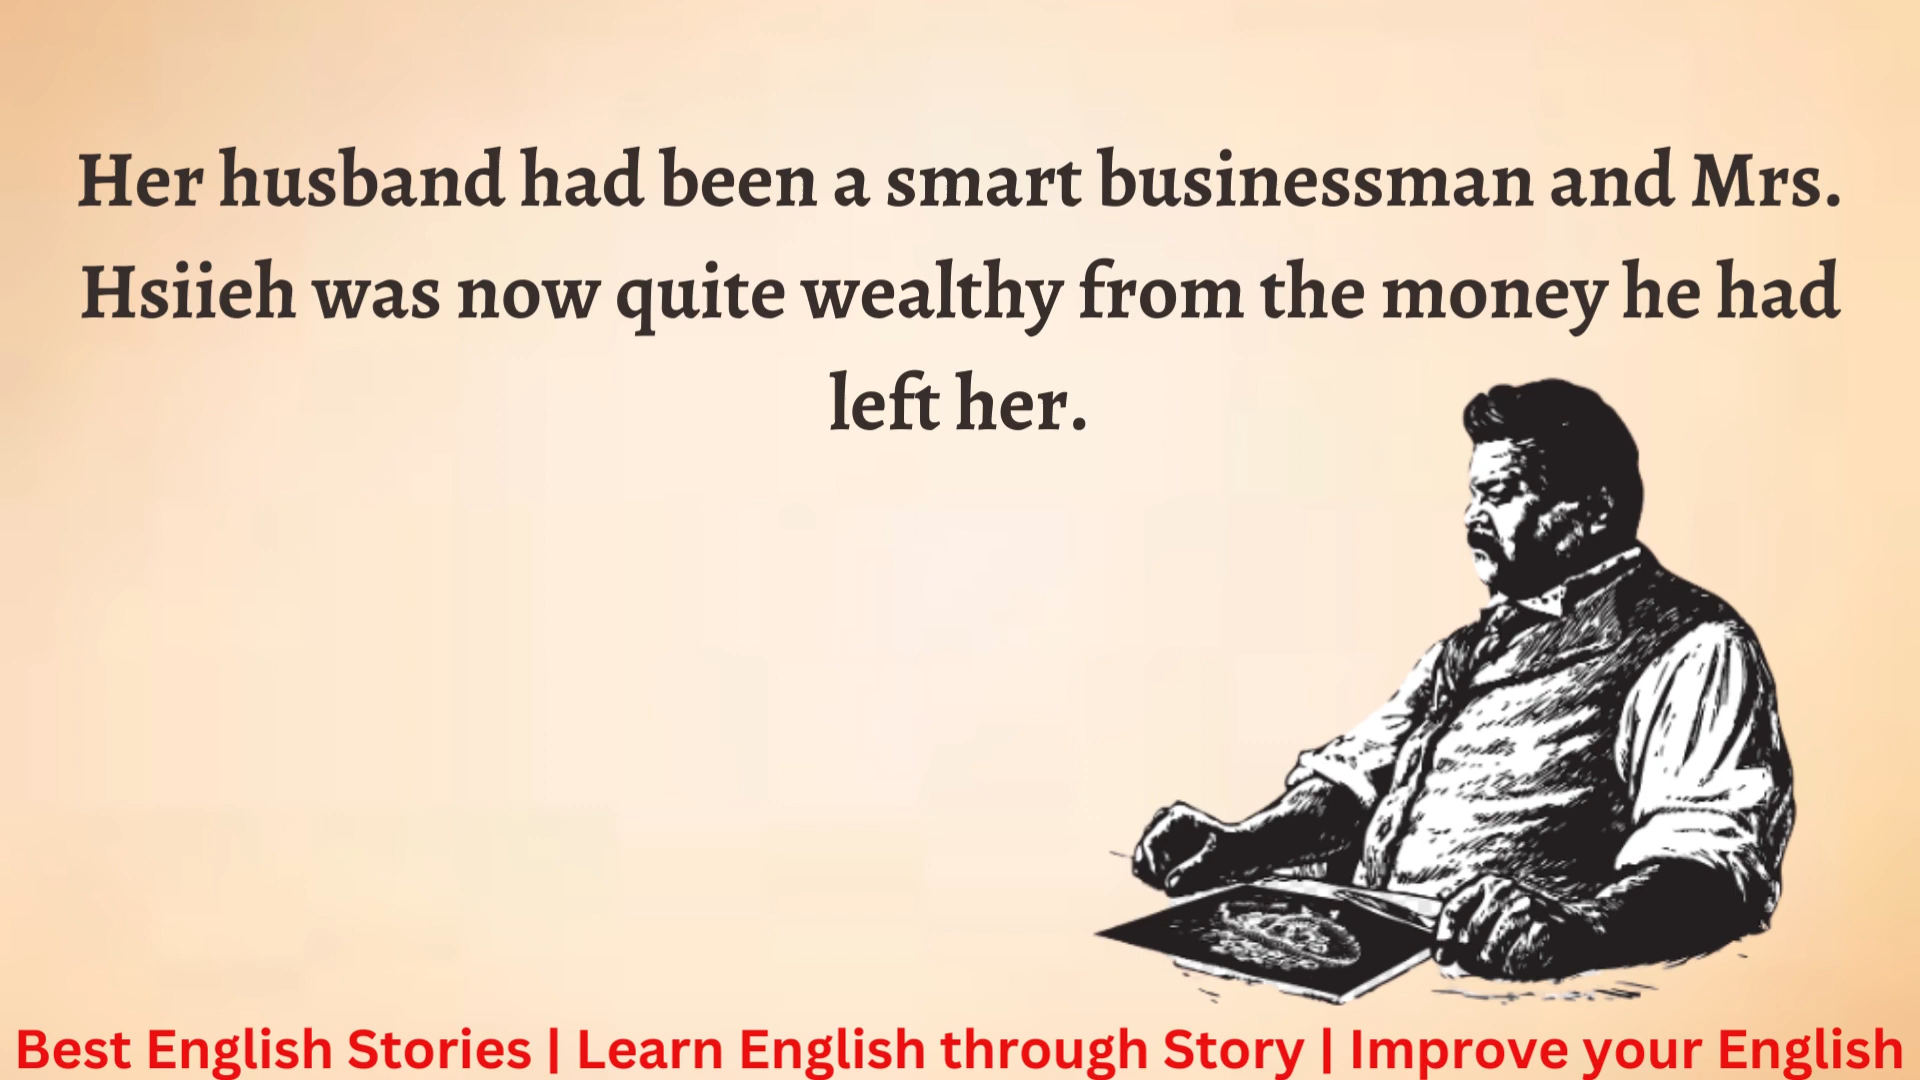 Her husband had been a smart businessman and Mrs.
Hsiieh was now quite wealthy from the money he had
left her.
Best English Stories | Learn English through Story | Improve your English